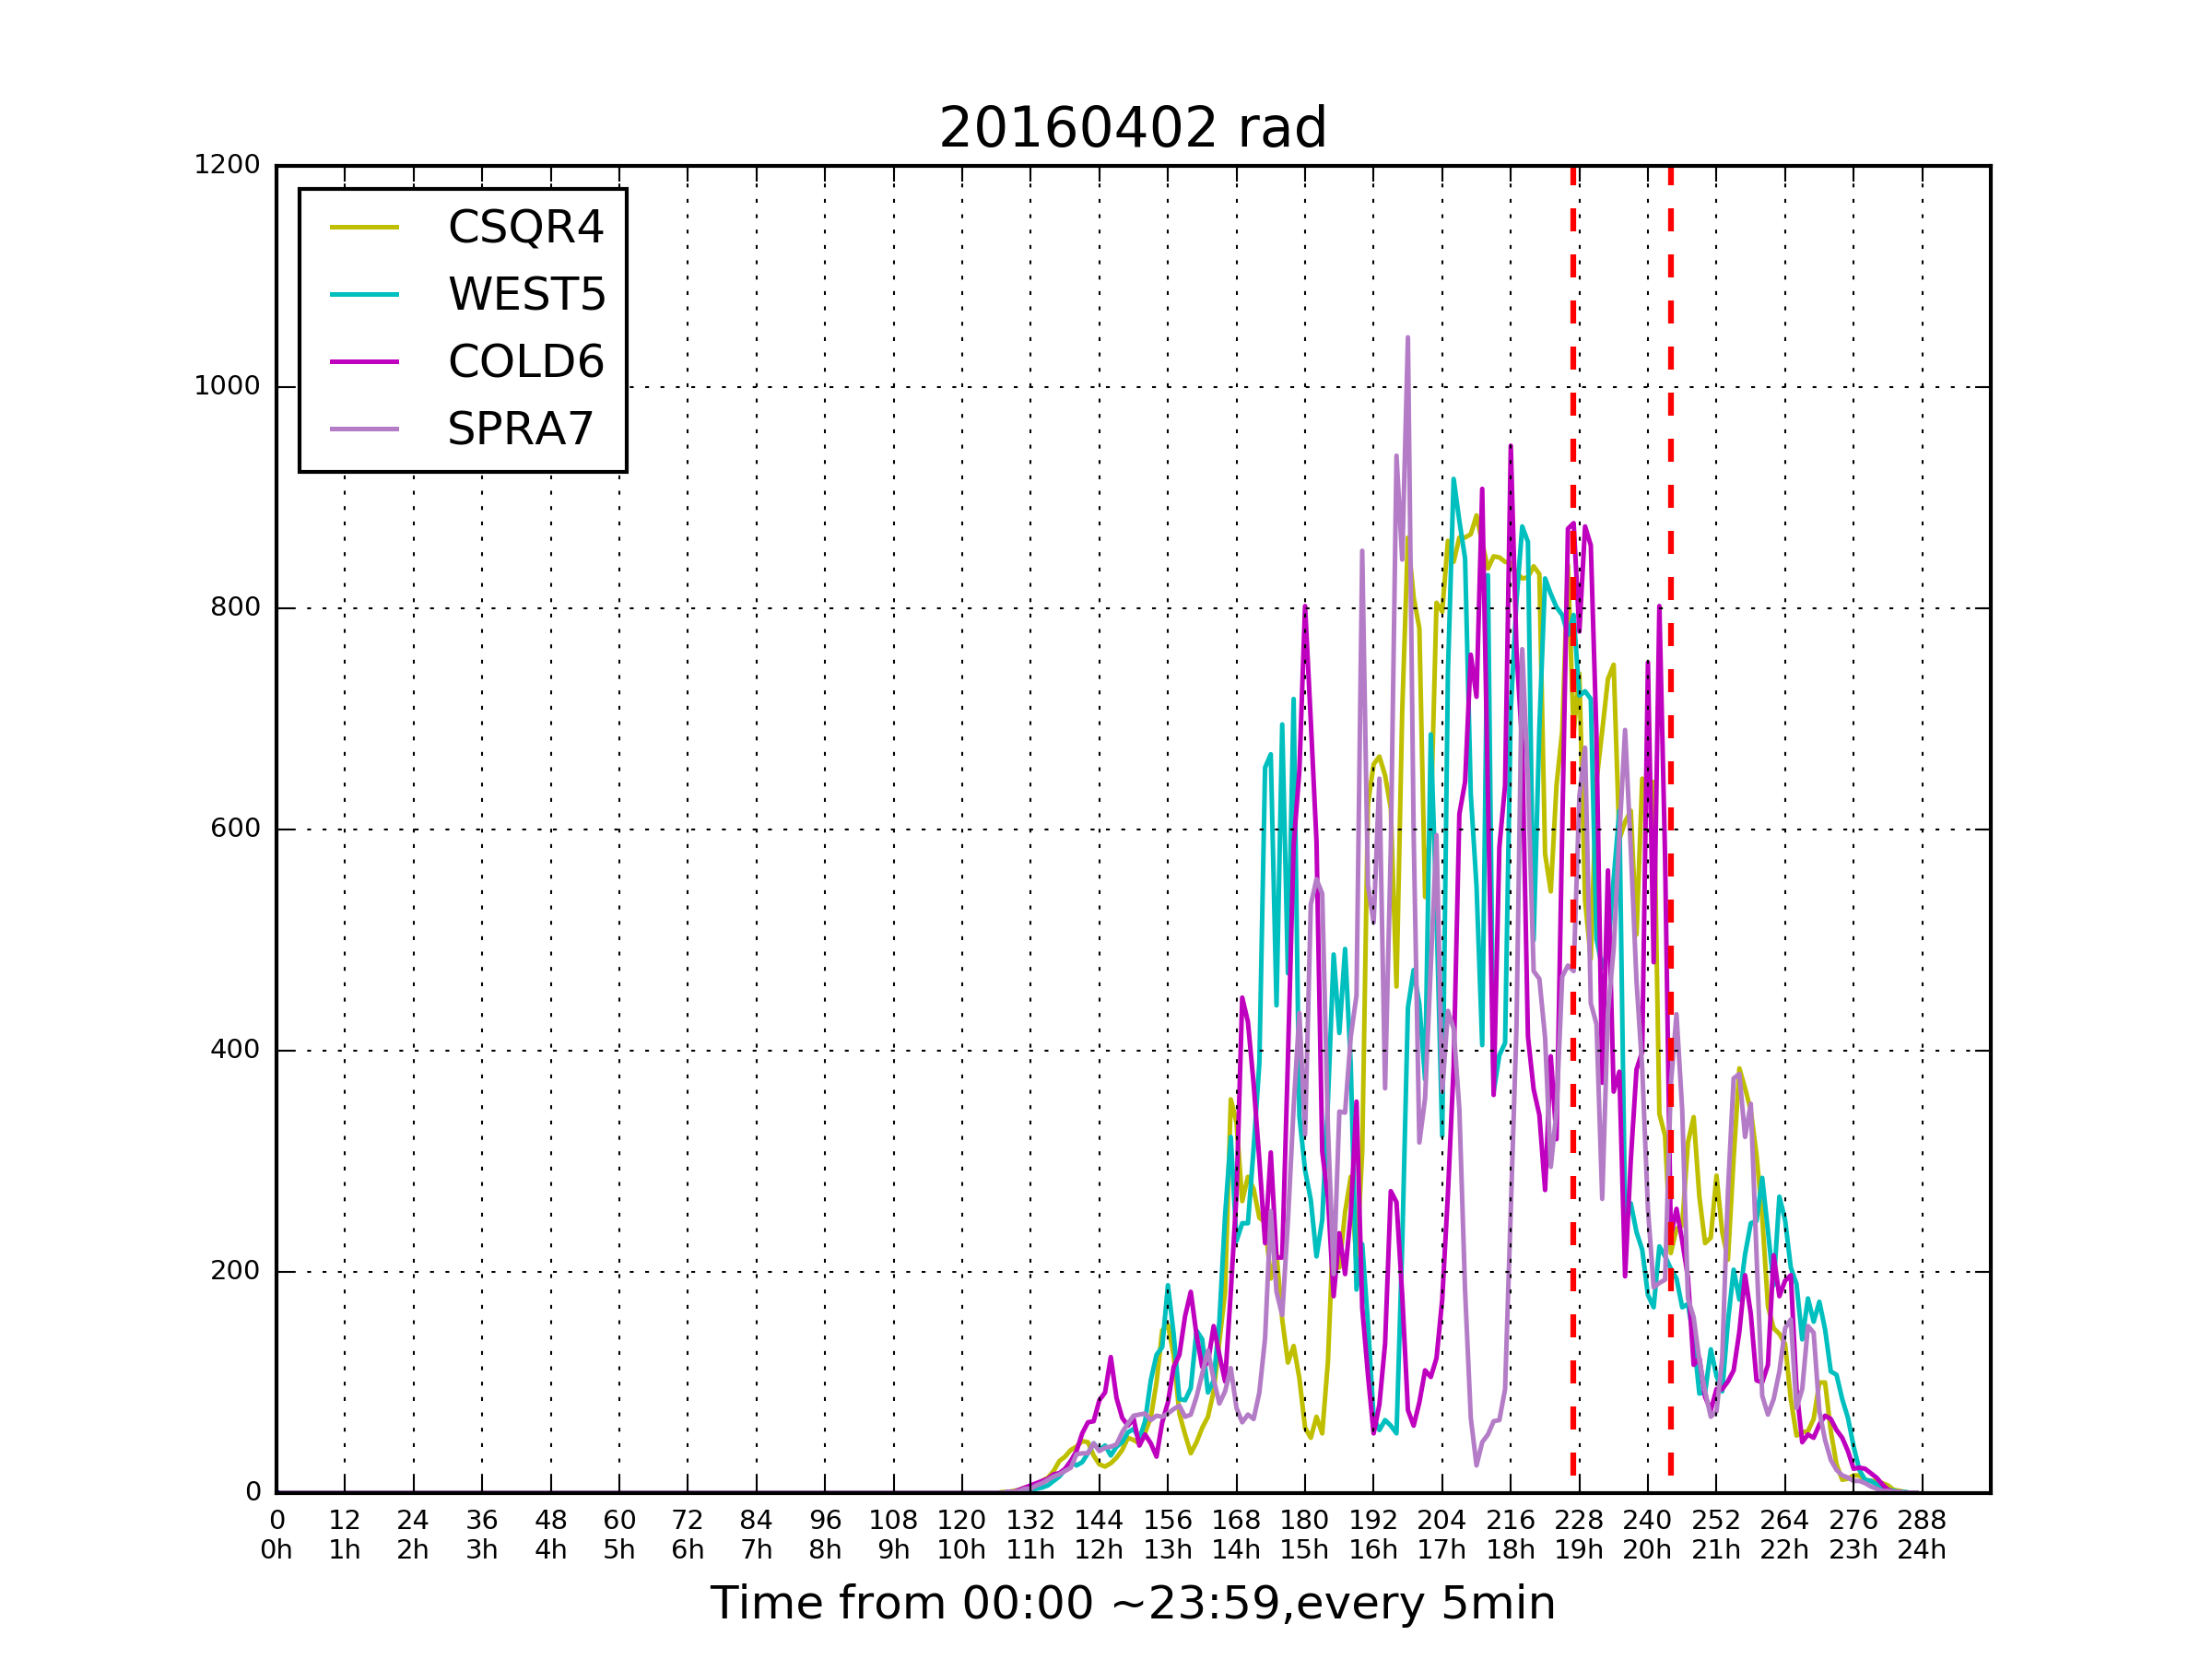 20160402 rad
1200
1000
800
600
400
200
0
CSQR4
WEST5
COLD6
SPRA7
0 12 24 36 48 60 72 84 96 108 120 132 144 156 168 180 192 204 216 228 240 252 264 276 288
0h 1h 2h 3h 4h 5h 6h 7h 8h 9h 10h 11h 12h 13h 14h 15h 16h 17h 18h 19h 20h 21h 22h 23h 24h
Time from 00:00 ~23:59,every 5min